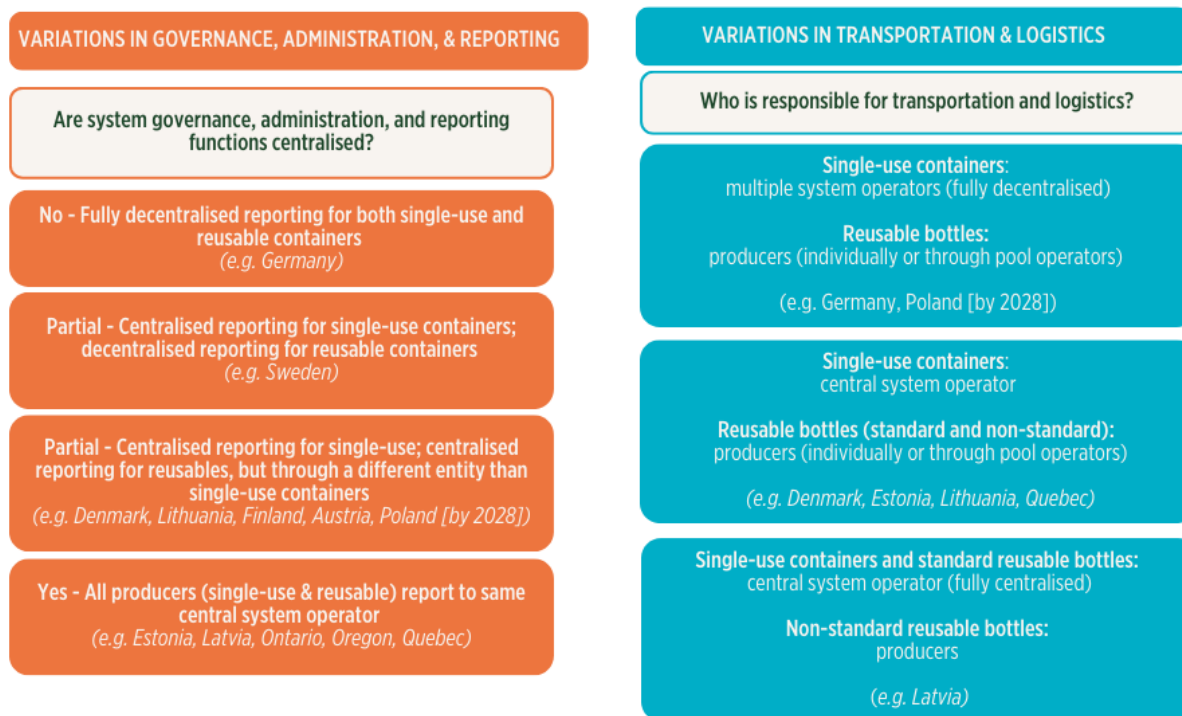 VARIATIONS IN GOVERNANCE, ADMINISTRATION, & REPORTING
Are system governance, administration, and reporting
functions centralised?
No - Fully decentralised reporting for both single-use and
reusable containers
(e.g. Germany)
Partial - Centralised reporting for single-use containers;
decentralised reporting for reusable containers
(e.g. Sweden)
Partial - Centralised reporting for single-use; centralised
reporting for reusables, but through a different entity than
single-use containers
(e.g. Denmark, Lithuania, Finland, Austria, Poland [by 2028])
Yes - All producers (single-use & reusable) report to same
central system operator
(e.g. Estonia, Latvia, Ontario, Oregon, Quebec)
VARIATIONS IN TRANSPORTATION & LOGISTICS
Who is responsible for transportation and logistics?
Single-use containers:
multiple system operators (fully decentralised)
Reusable bottles:
producers (individually or through pool operators)
(e.g. Germany, Poland [by 2028])
Single-use containers:
central system operator
Reusable bottles (standard and non-standard):
producers (individually or through pool operators)
(e.g. Denmark, Estonia, Lithuania, Quebec)
Single-use containers and standard reusable bottles:
central system operator (fully centralised)
Non-standard reusable bottles:
producers
(e.g. Latvia)